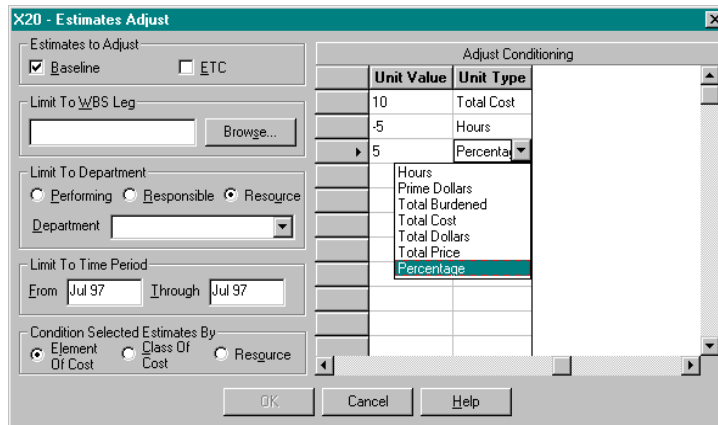 X20 - Estimates Adjust
Estimates to Adjust
Baseline
ETC
Limit To WBS Leg
Browse...
Limit To Department
Performing
Responsible
Resource
Department
Limit To Time Period
From
Jul 97
Through
Jul 97
Condition Selected Estimates By
Element Of Cost
Class Of Cost
Resource
Adjust Conditioning
Unit Value Unit Type
10 Total Cost
-5 Hours
5 Percenta
Hours
Prime Dollars
Total Burdened
Total Cost
Total Dollars
Total Price
Percentage
OK
Cancel
Help